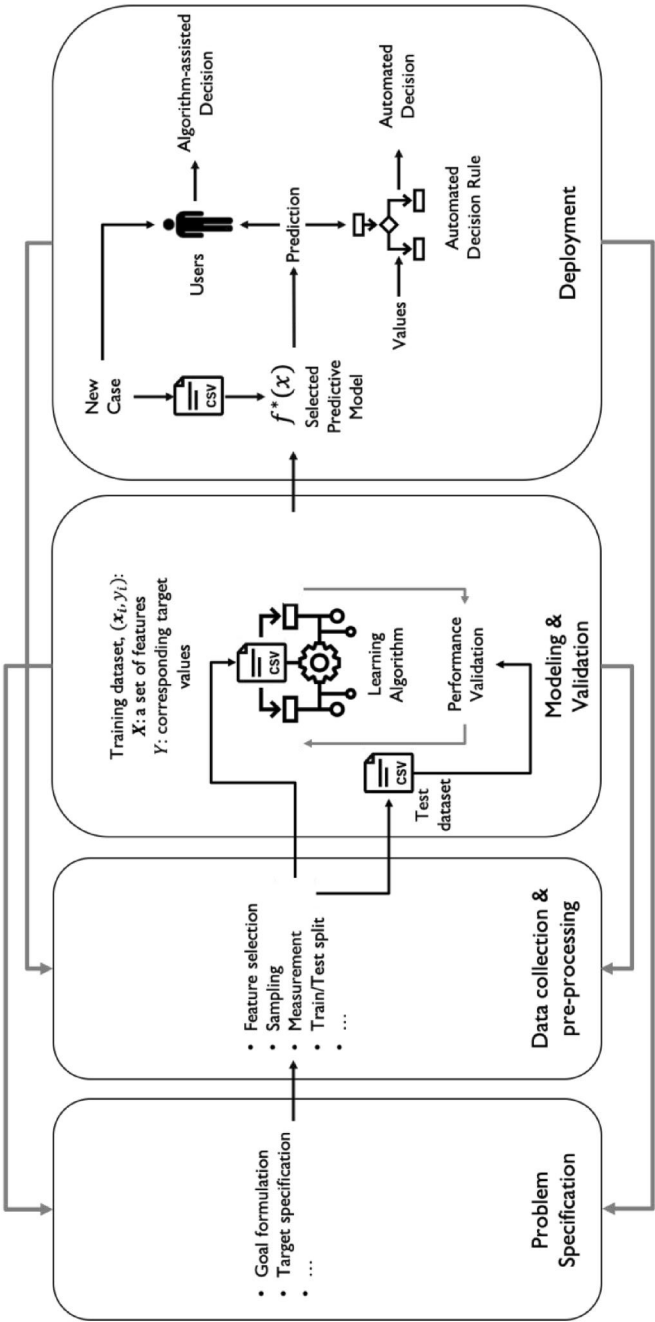 • Goal formulation
• Target specification
• …
Problem
Specification
• Feature selection
• Sampling
• Measurement
• Train/Test split
• …
Data collection &
pre-processing
Training dataset, (xᵢ, yᵢ):
X: a set of features
Y: corresponding target
values
CSV
Learning
Algorithm
Performance
Validation
CSV
Test
dataset
Modeling &
Validation
New
Case
CSV
f*(x)
Selected
Predictive
Model
Users
Algorithm-assisted
Decision
Prediction
Values
Automated
Decision Rule
Automated
Decision
Deployment